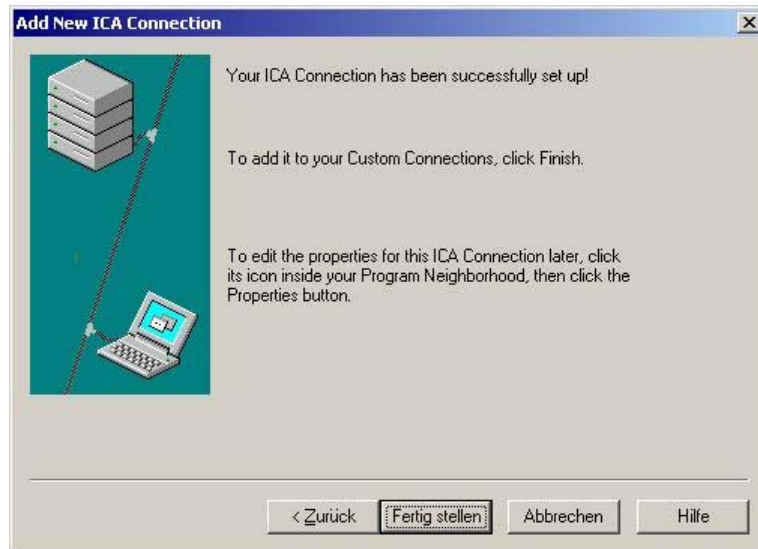 Add New ICA Connection
Your ICA Connection has been successfully set up!
To add it to your Custom Connections, click Finish.
To edit the properties for this ICA Connection later, click
its icon inside your Program Neighborhood, then click the
Properties button.
< Zurück
Fertig stellen
Abbrechen
Hilfe